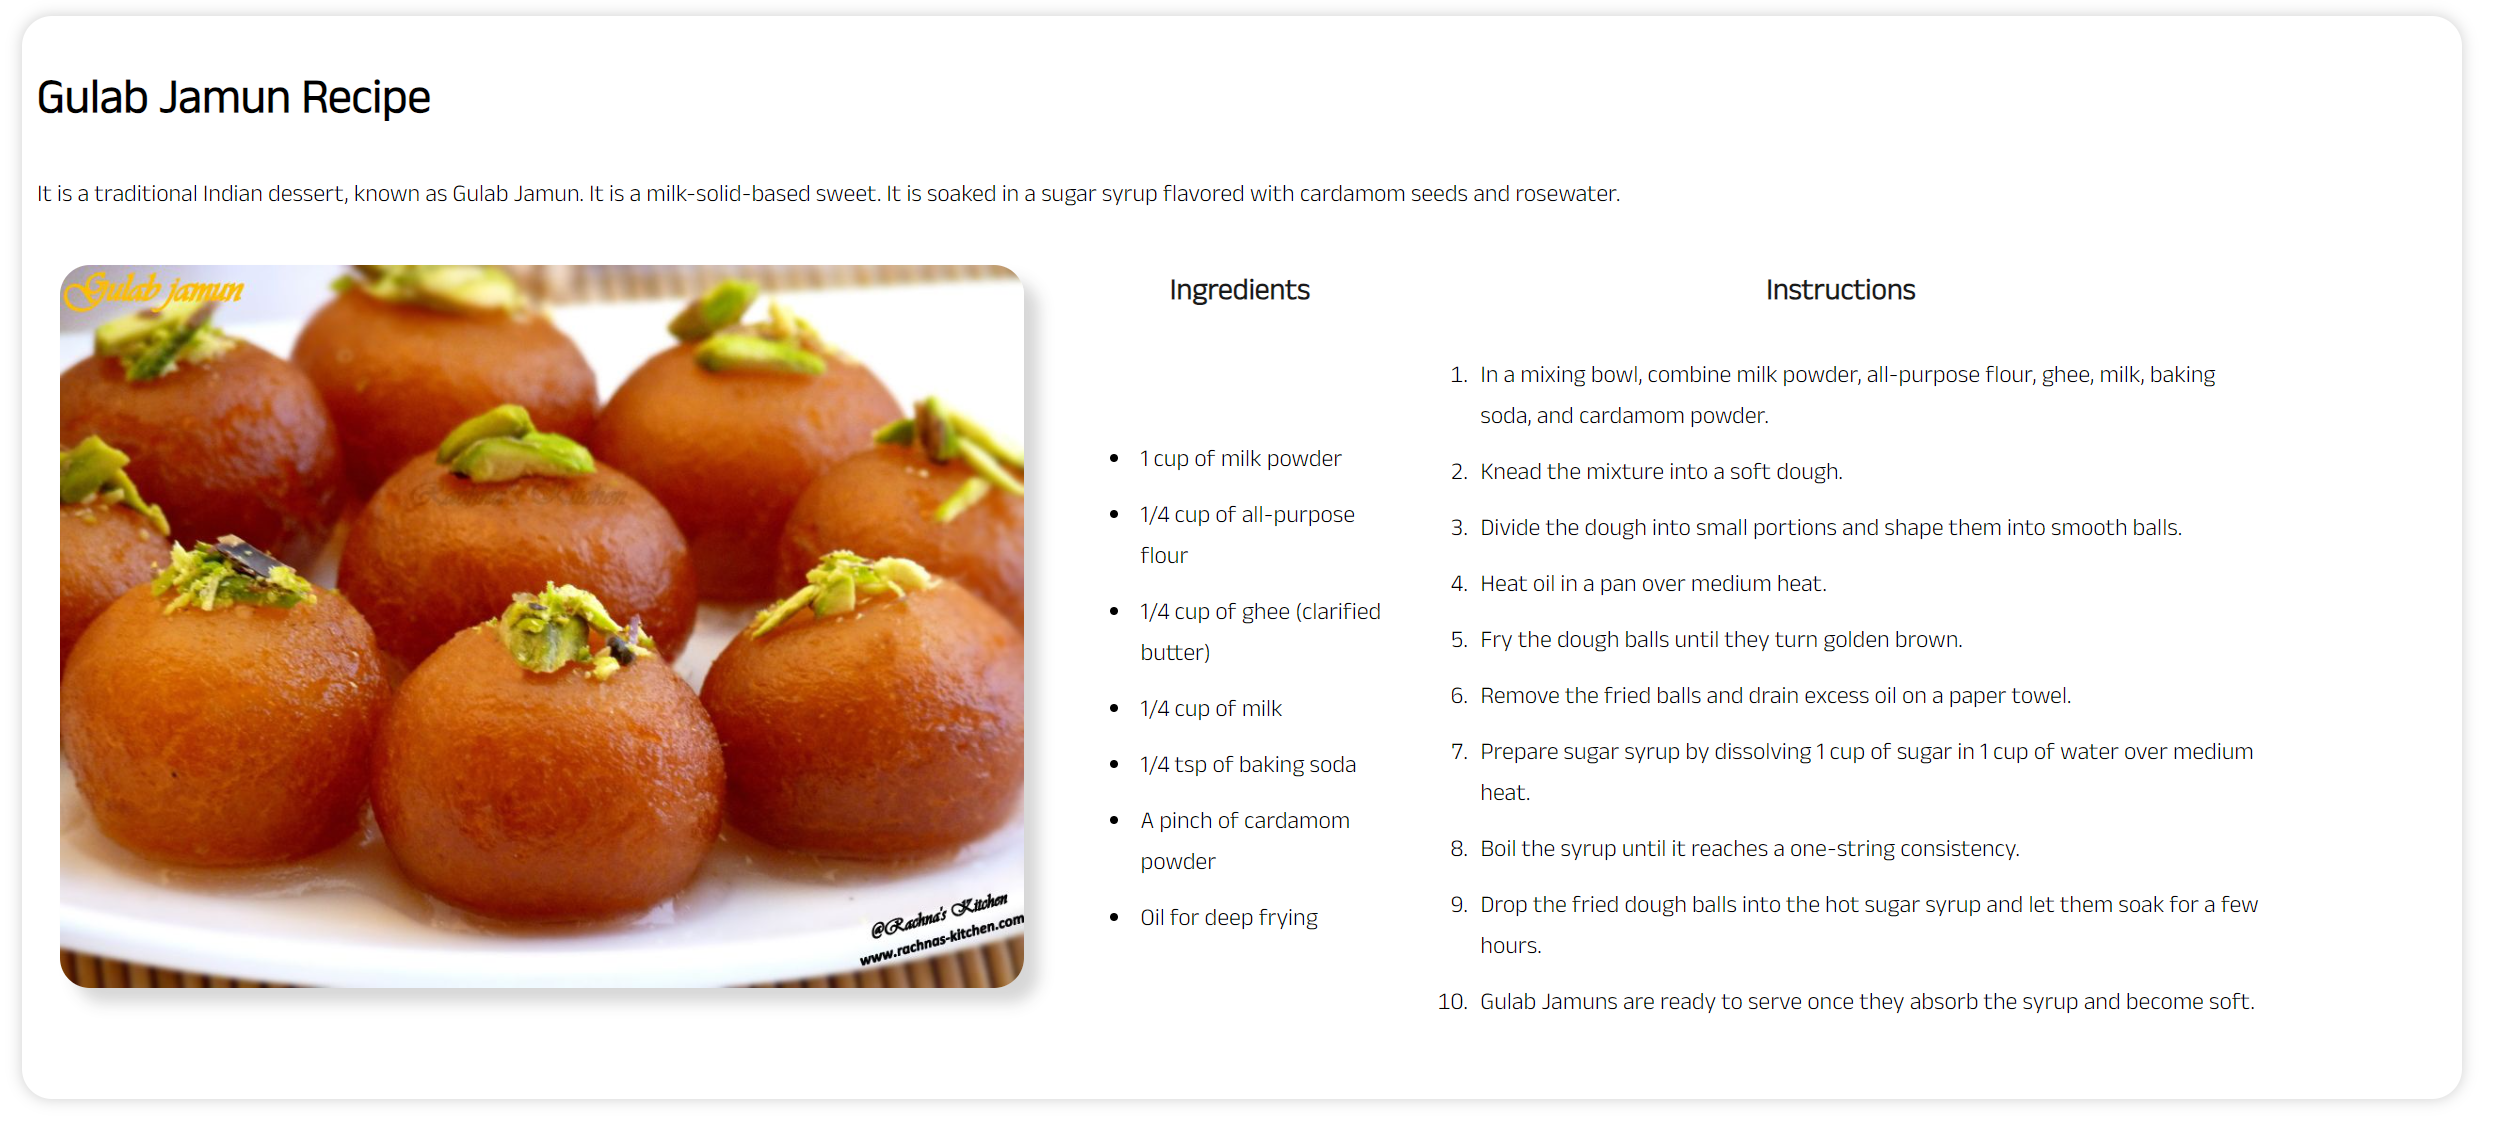 Gulab Jamun Recipe
It is a traditional Indian dessert, known as Gulab Jamun. It is a milk-solid-based sweet. It is soaked in a sugar syrup flavored with cardamom seeds and rosewater.
Gulab jamun
Rachna's Kitchen
@Rachna's Kitchen
www.rachnas-kitchen.com
Ingredients
• 1 cup of milk powder
• 1/4 cup of all-purpose
flour
• 1/4 cup of ghee (clarified
butter)
• 1/4 cup of milk
• 1/4 tsp of baking soda
• A pinch of cardamom
powder
• Oil for deep frying
Instructions
1. In a mixing bowl, combine milk powder, all-purpose flour, ghee, milk, baking
soda, and cardamom powder.
2. Knead the mixture into a soft dough.
3. Divide the dough into small portions and shape them into smooth balls.
4. Heat oil in a pan over medium heat.
5. Fry the dough balls until they turn golden brown.
6. Remove the fried balls and drain excess oil on a paper towel.
7. Prepare sugar syrup by dissolving 1 cup of sugar in 1 cup of water over medium
heat.
8. Boil the syrup until it reaches a one-string consistency.
9. Drop the fried dough balls into the hot sugar syrup and let them soak for a few
hours.
10. Gulab Jamuns are ready to serve once they absorb the syrup and become soft.